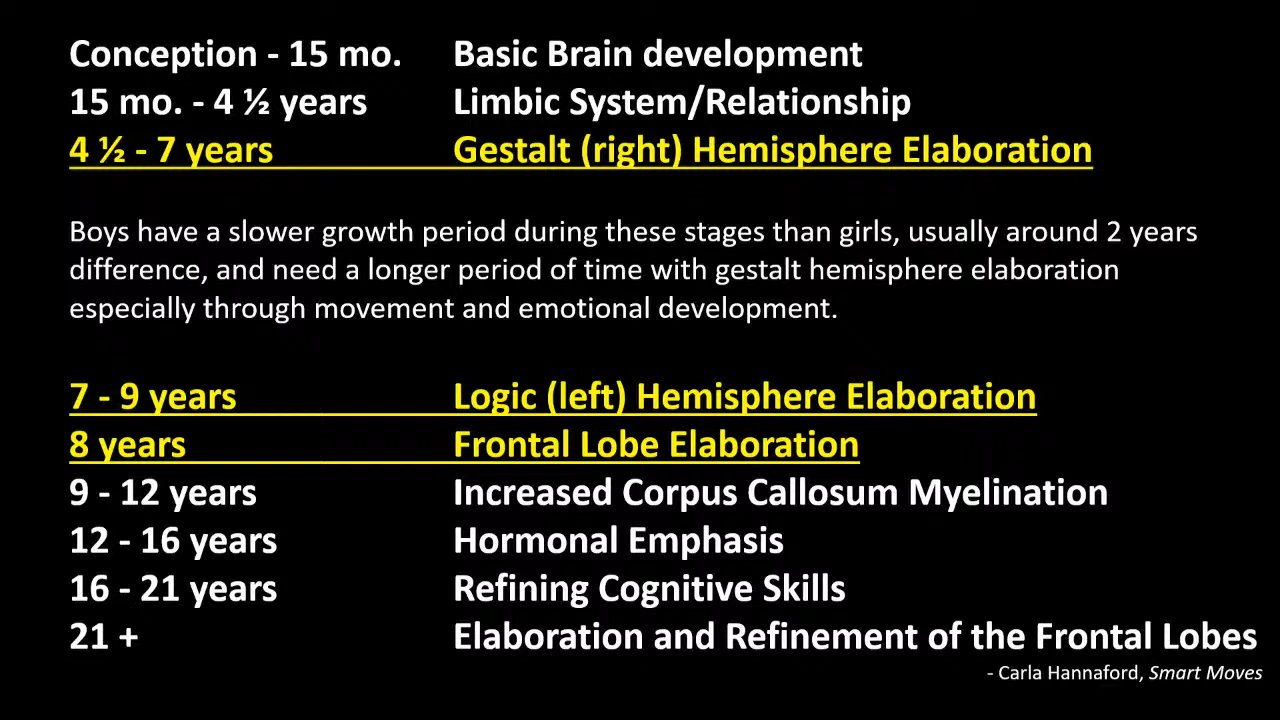 Conception - 15 mo. Basic Brain development
15 mo. - 4 ½ years Limbic System/Relationship
4 ½ - 7 years Gestalt (right) Hemisphere Elaboration
Boys have a slower growth period during these stages than girls, usually around 2 years
difference, and need a longer period of time with gestalt hemisphere elaboration
especially through movement and emotional development.
7 - 9 years Logic (left) Hemisphere Elaboration
8 years Frontal Lobe Elaboration
9 - 12 years Increased Corpus Callosum Myelination
12 - 16 years Hormonal Emphasis
16 - 21 years Refining Cognitive Skills
21 + Elaboration and Refinement of the Frontal Lobes
- Carla Hannaford, Smart Moves